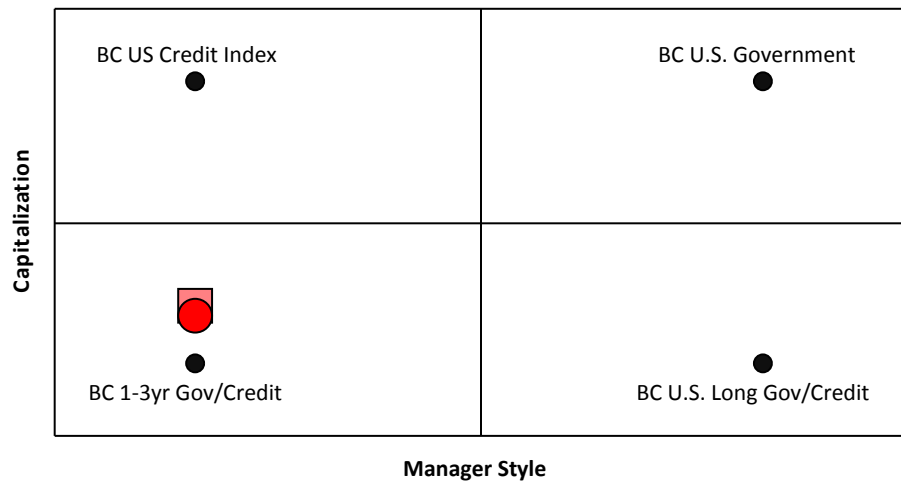 BC US Credit Index
BC U.S. Government
Capitalization
BC 1-3yr Gov/Credit
BC U.S. Long Gov/Credit
Manager Style